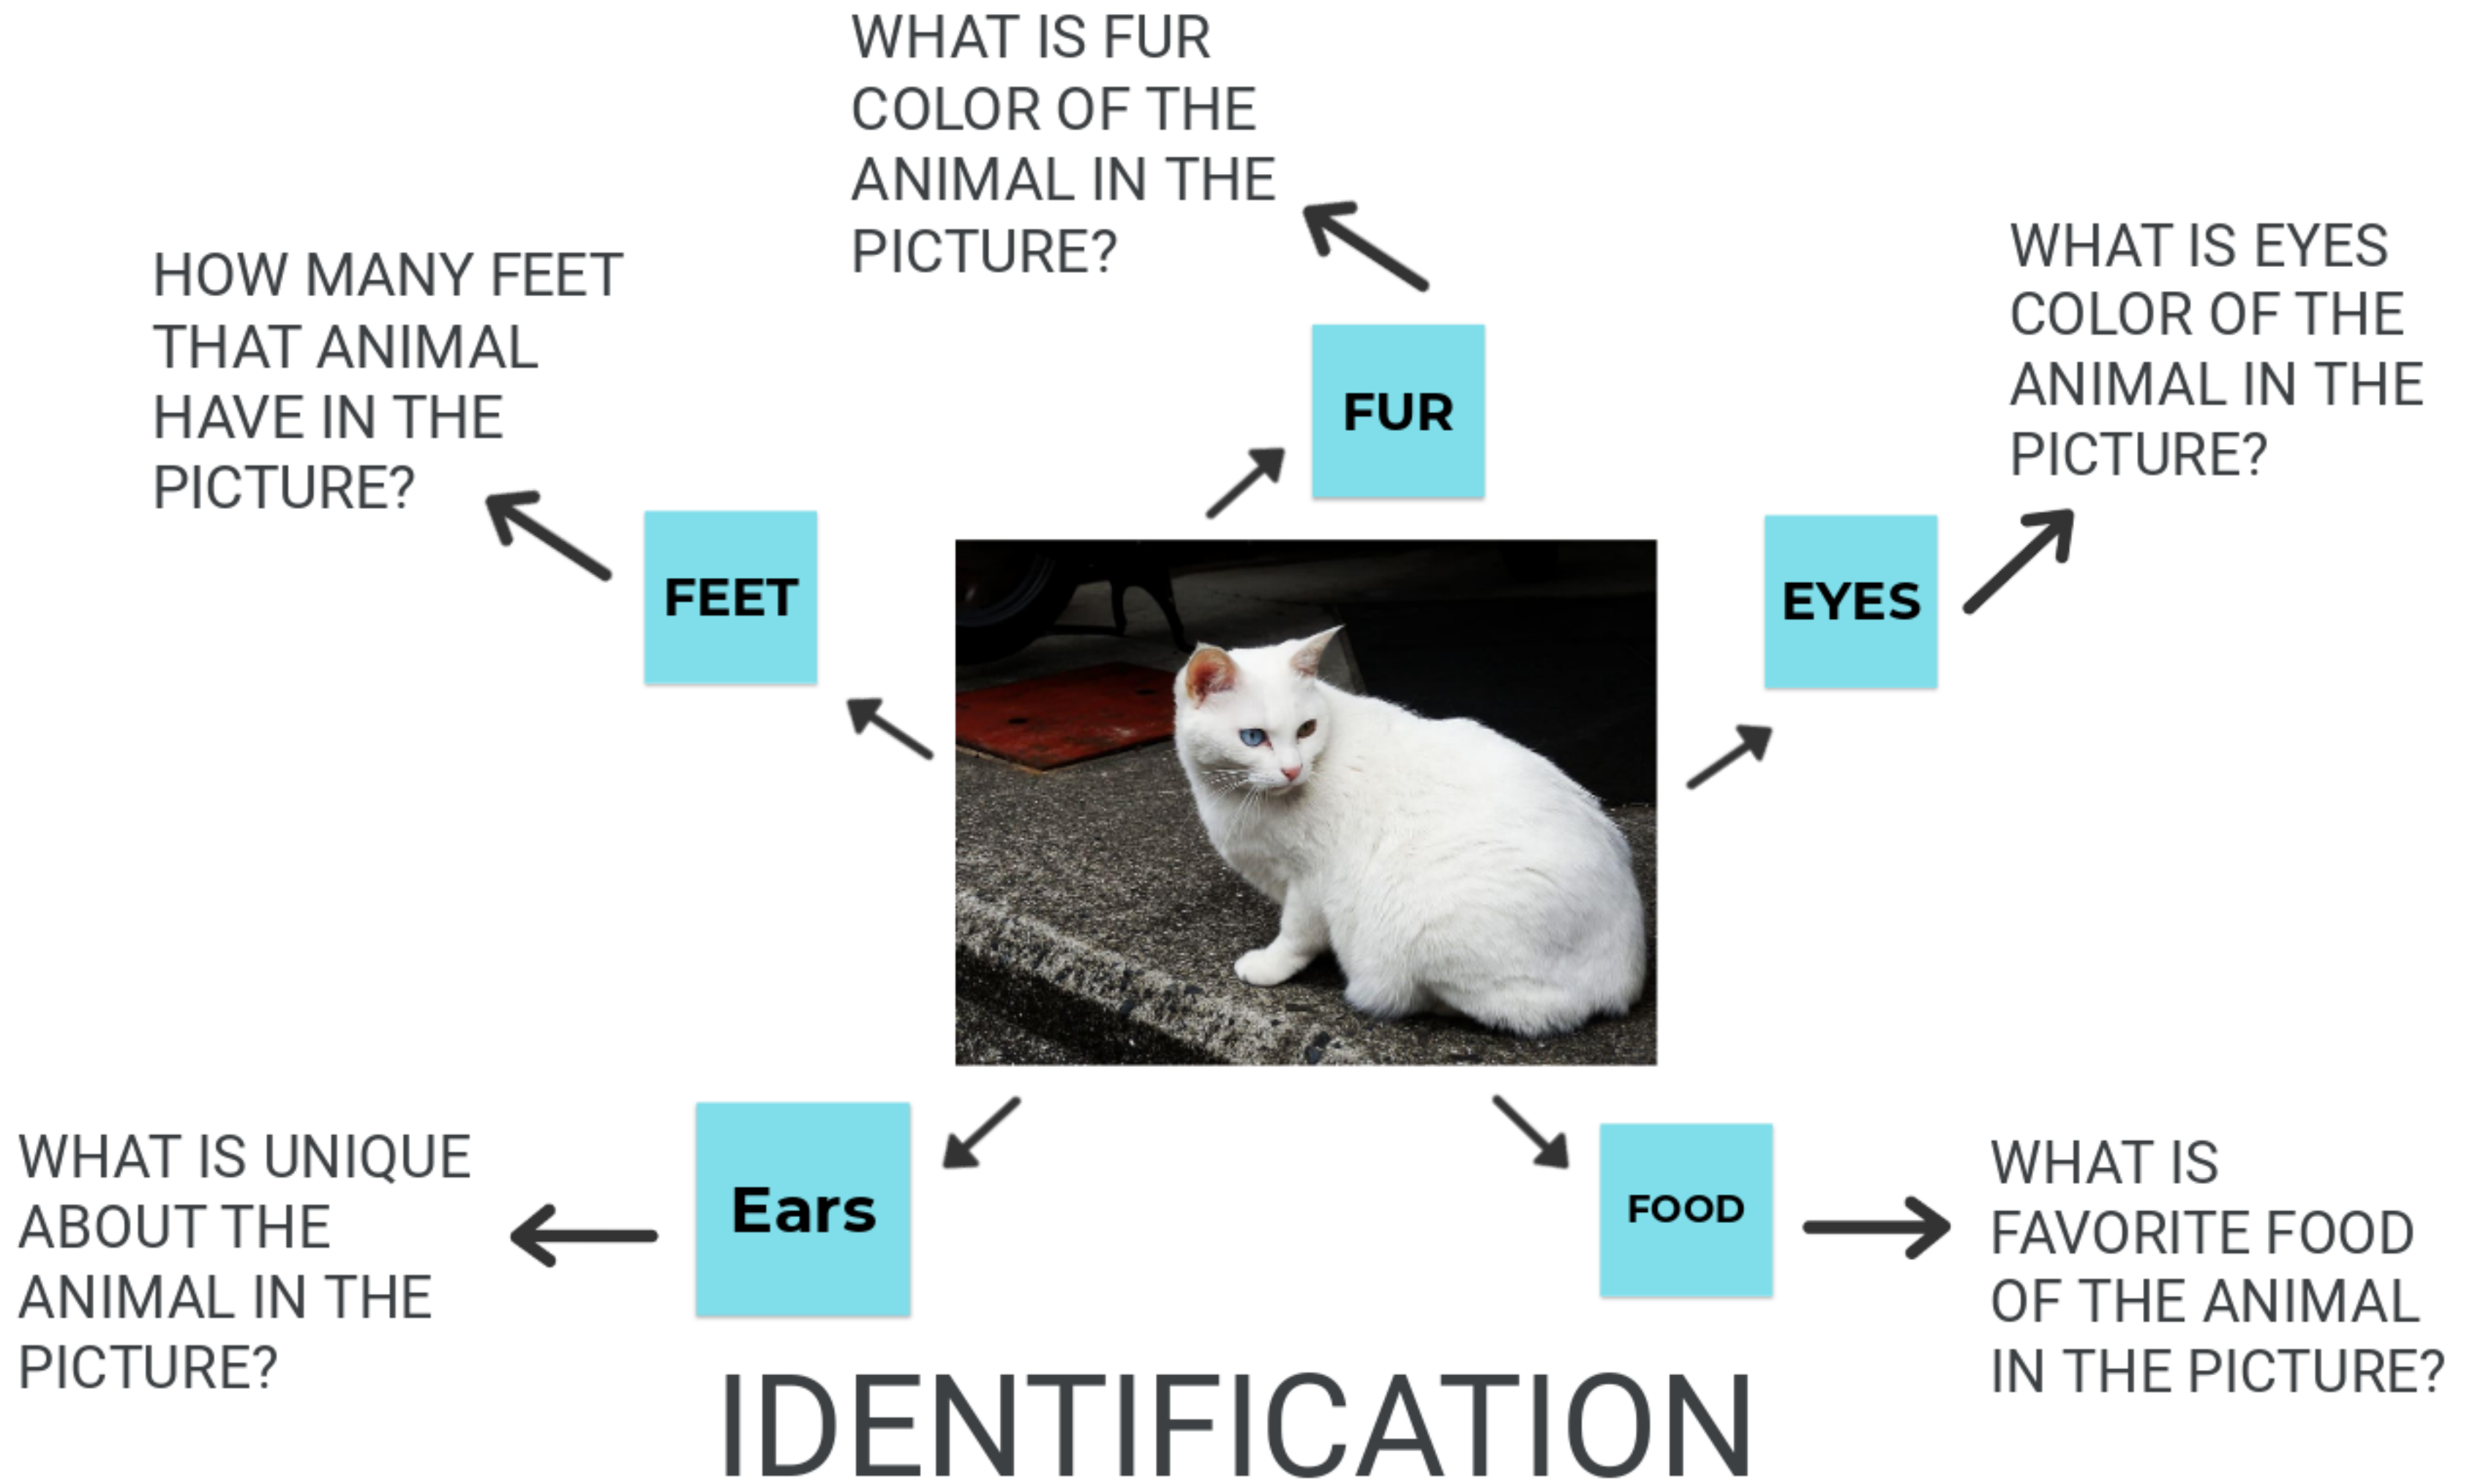 WHAT IS FUR
COLOR OF THE
ANIMAL IN THE
PICTURE?
HOW MANY FEET
THAT ANIMAL
HAVE IN THE
PICTURE?
WHAT IS EYES
COLOR OF THE
ANIMAL IN THE
PICTURE?
FUR
FEET
EYES
Ears
FOOD
WHAT IS UNIQUE
ABOUT THE
ANIMAL IN THE
PICTURE?
WHAT IS
FAVORITE FOOD
OF THE ANIMAL
IN THE PICTURE?
IDENTIFICATION